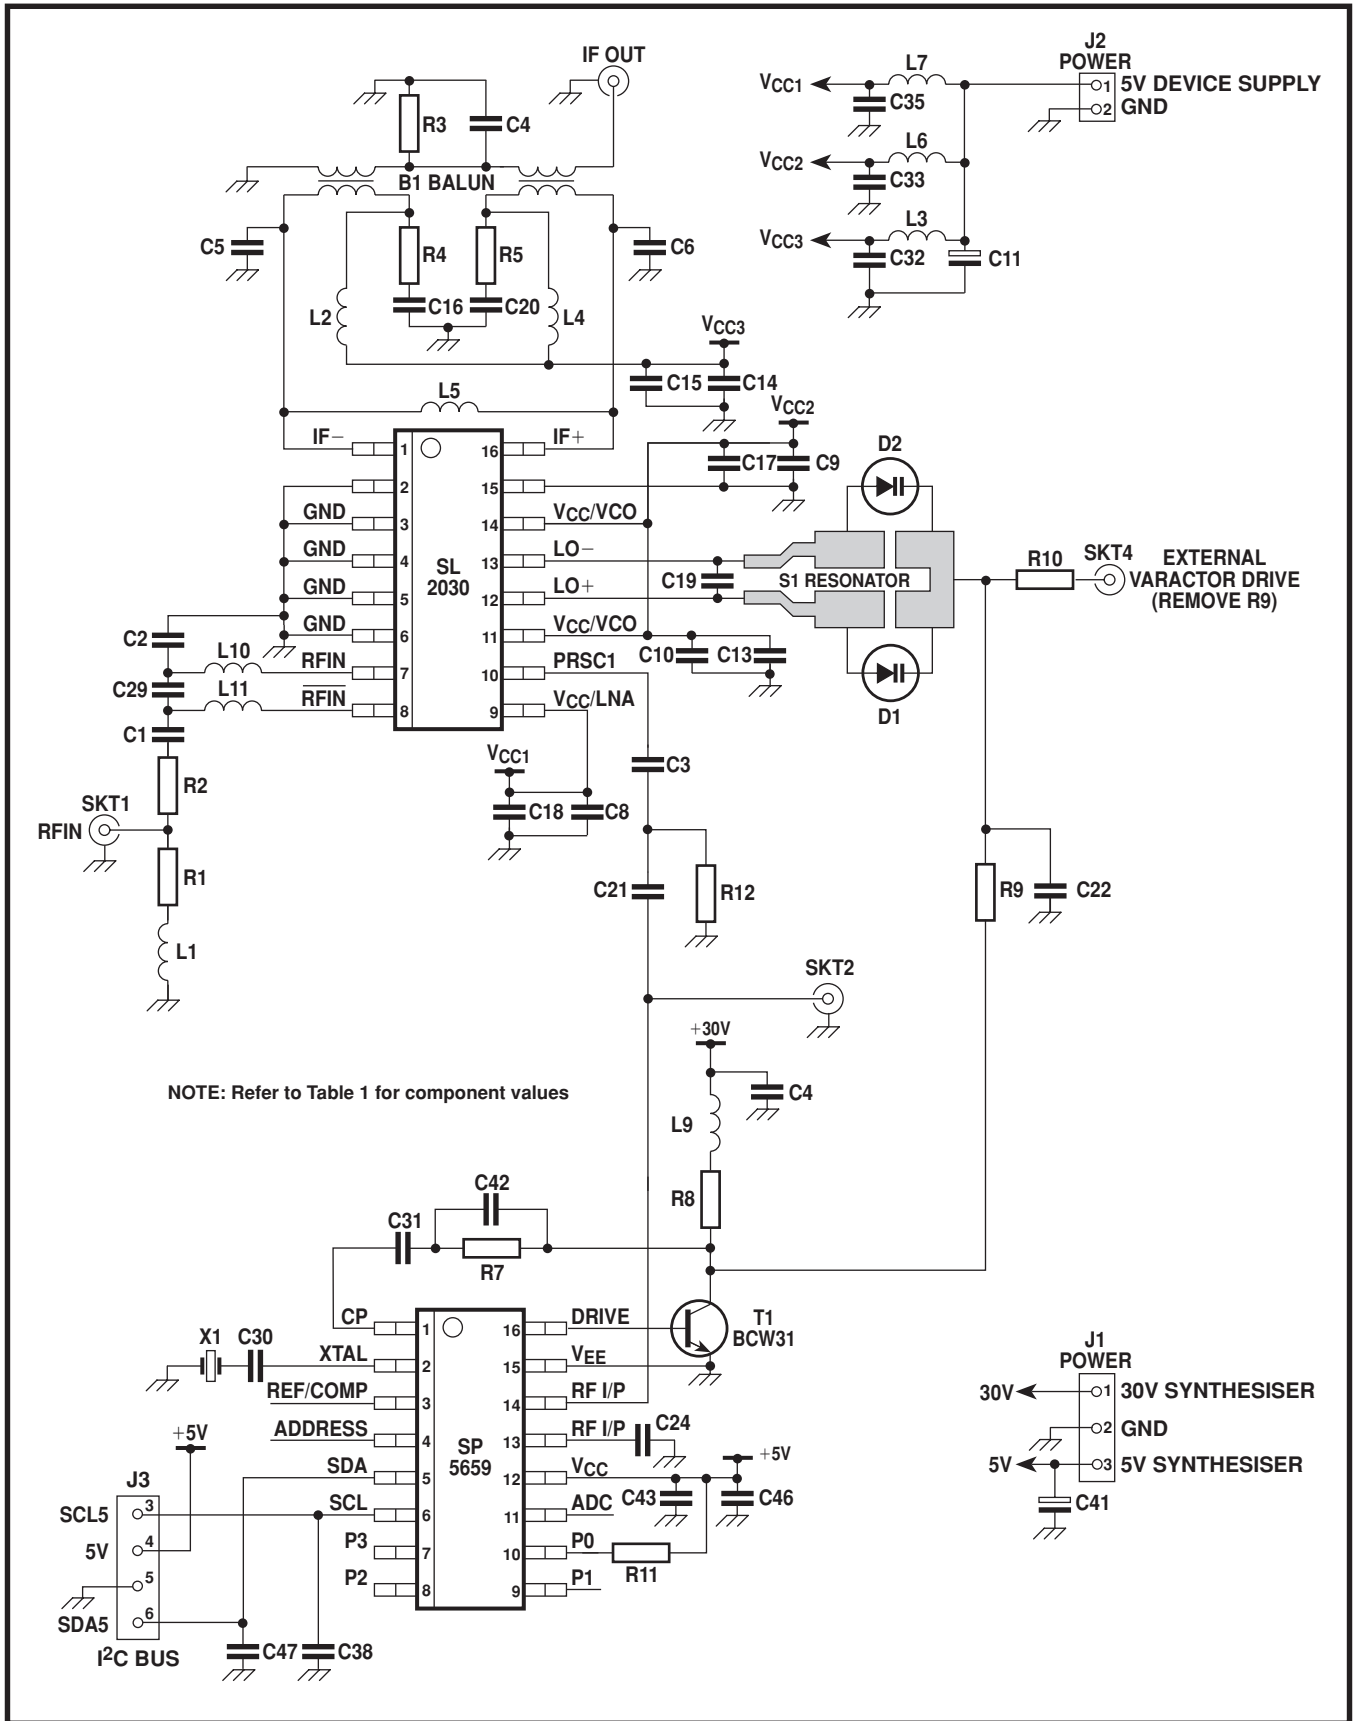 IF OUT
J2
POWER
VCC1
L7
1
5V DEVICE SUPPLY
2
GND
C35
R3
C4
L6
VCC2
C33
B1 BALUN
L3
VCC3
C32
C11
C5
R4
R5
C6
C16
C20
L2
L4
VCC3
C15
C14
L5
VCC2
IF−
1
16
IF+
D2
C17
C9
2
15
GND
3
14
VCC/VCO
GND
4
13
LO−
SL
2030
C19
S1 RESONATOR
R10
SKT4
EXTERNAL
VARACTOR DRIVE
(REMOVE R9)
GND
5
12
LO+
GND
6
11
VCC/VCO
C2
L10
RFIN
7
10
PRSC1
C10
C13
C29
L11
RFIN
8
9
VCC/LNA
D1
C1
VCC1
C3
R2
SKT1
C18
C8
RFIN
R1
C21
R12
R9
C22
L1
SKT2
+30V
NOTE: Refer to Table 1 for component values
C4
L9
C42
R8
C31
R7
CP
1
16
DRIVE
T1
BCW31
X1
C30
XTAL
2
15
VEE
J1
POWER
REF/COMP
3
14
RF I/P
30V
1
30V SYNTHESISER
ADDRESS
4
13
RF I/P
C24
2
GND
+5V
SP
5659
+5V
J3
SDA
5
12
VCC
5V
3
5V SYNTHESISER
SCL5
3
SCL
6
11
ADC
C43
C46
C41
5V
4
P3
7
10
P0
R11
5
P2
8
9
P1
SDA5
6
I2C BUS
C47
C38